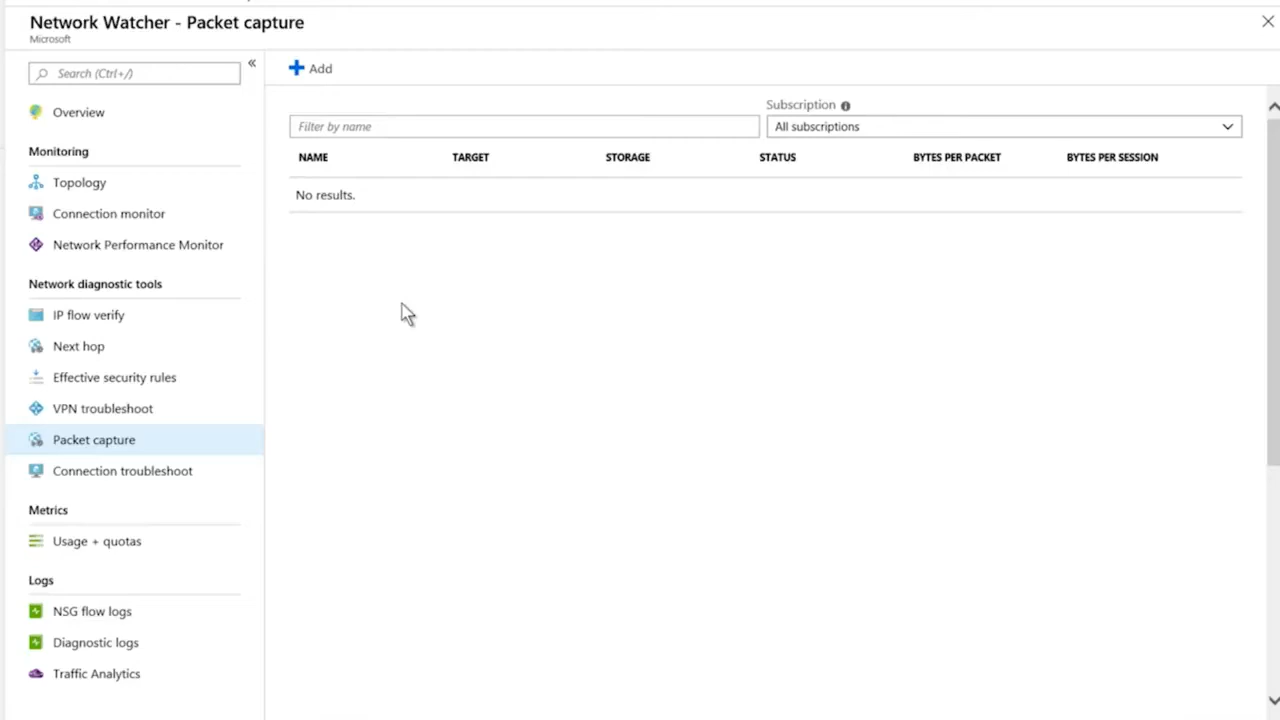 Network Watcher - Packet capture
Microsoft
Search (Ctrl+/)
«
Add
Overview
Subscription
Filter by name
All subscriptions
Monitoring
NAME TARGET STORAGE STATUS BYTES PER PACKET BYTES PER SESSION
Topology
No results.
Connection monitor
Network Performance Monitor
Network diagnostic tools
IP flow verify
Next hop
Effective security rules
VPN troubleshoot
Packet capture
Connection troubleshoot
Metrics
Usage + quotas
Logs
NSG flow logs
Diagnostic logs
Traffic Analytics